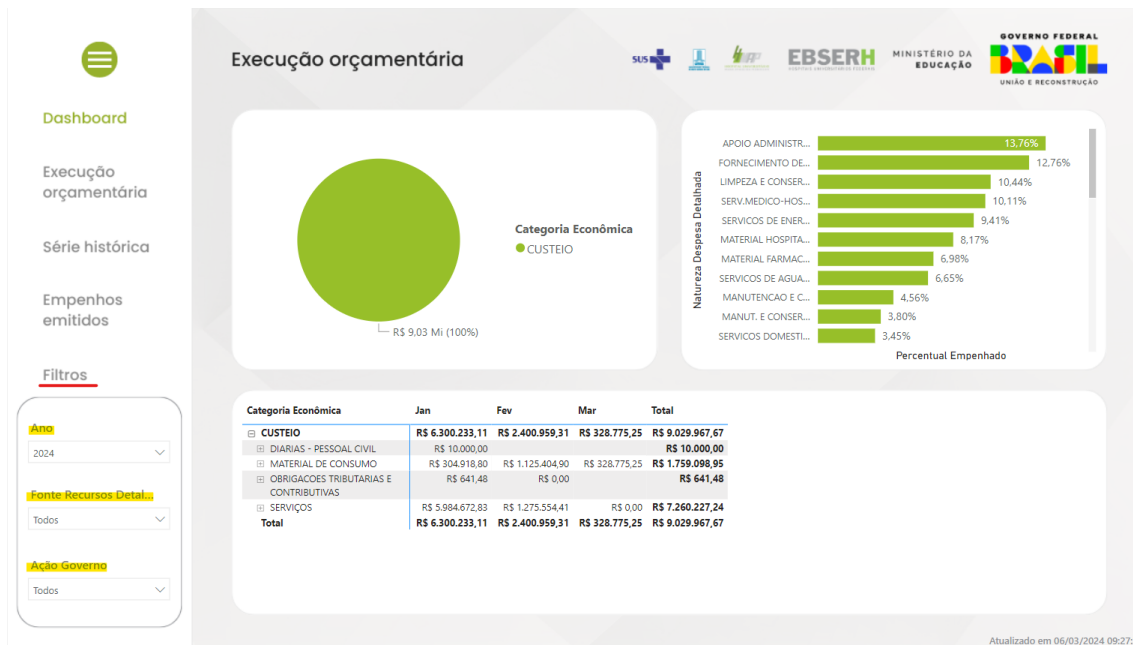 Execução orçamentária
SUS
EBSERH
HOSPITAIS UNIVERSITÁRIOS FEDERAIS
MINISTÉRIO DA
EDUCAÇÃO
GOVERNO FEDERAL
BRASIL
UNIÃO E RECONSTRUÇÃO
Dashboard
Execução
orçamentária
Série histórica
Empenhos
emitidos
Filtros
Ano
2024
Fonte Recursos Detal...
Todos
Ação Governo
Todos
Categoria Econômica
CUSTEIO
R$ 9,03 Mi (100%)
Natureza Despesa Detalhada
APOIO ADMINISTR... 13,76%
FORNECIMENTO DE... 12,76%
LIMPEZA E CONSER... 10,44%
SERV.MEDICO-HOS... 10,11%
SERVICOS DE ENER... 9,41%
MATERIAL HOSPITA... 8,17%
MATERIAL FARMAC... 6,98%
SERVICOS DE AGUA... 6,65%
MANUTENCAO E C... 4,56%
MANUT. E CONSER... 3,80%
SERVICOS DOMESTI... 3,45%
Percentual Empenhado
Categoria Econômica Jan Fev Mar Total
CUSTEIO R$ 6.300.233,11 R$ 2.400.959,31 R$ 328.775,25 R$ 9.029.967,67
DIARIAS - PESSOAL CIVIL R$ 10.000,00 R$ 10.000,00
MATERIAL DE CONSUMO R$ 304.918,80 R$ 1.125.404,90 R$ 328.775,25 R$ 1.759.098,95
OBRIGACOES TRIBUTARIAS E R$ 641,48 R$ 0,00 R$ 641,48
CONTRIBUTIVAS
SERVIÇOS R$ 5.984.672,83 R$ 1.275.554,41 R$ 0,00 R$ 7.260.227,24
Total R$ 6.300.233,11 R$ 2.400.959,31 R$ 328.775,25 R$ 9.029.967,67
Atualizado em 06/03/2024 09:27: